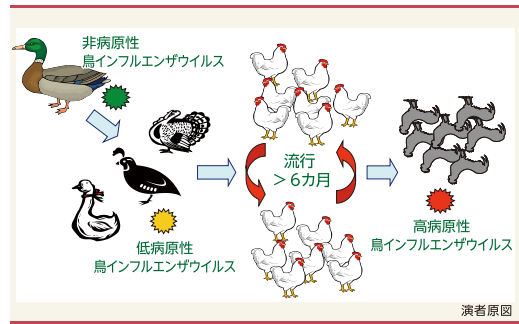 非病原性
鳥インフルエンザウイルス
流行
＞６カ月
低病原性
鳥インフルエンザウイルス
高病原性
鳥インフルエンザウイルス
演者原図